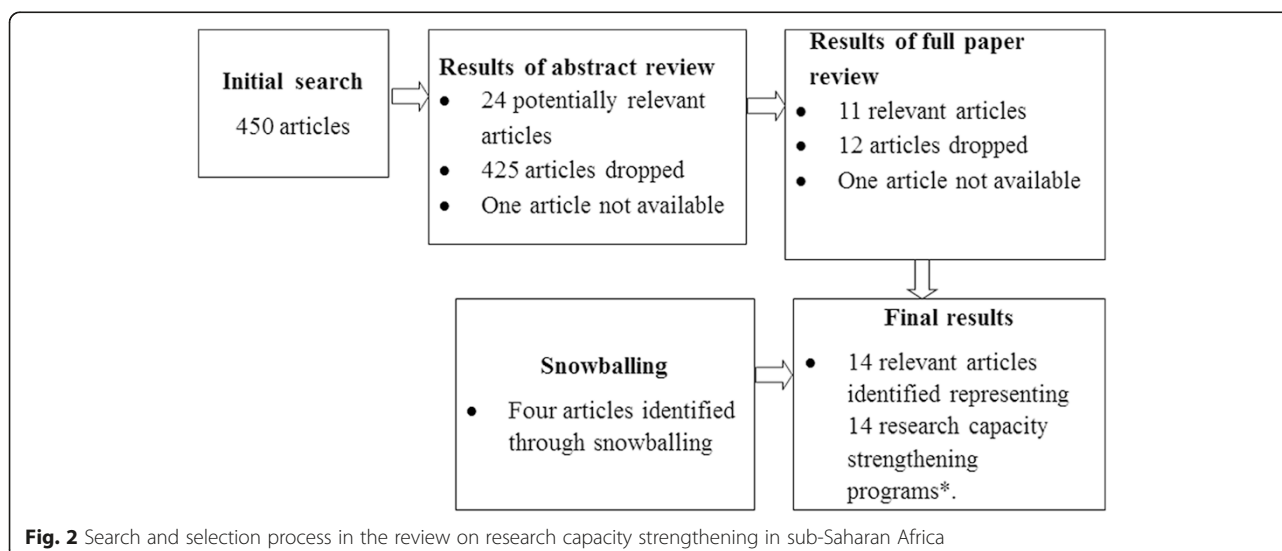 Initial search
450 articles
Results of abstract review
● 24 potentially relevant
articles
● 425 articles dropped
● One article not available
Results of full paper
review
● 11 relevant articles
● 12 articles dropped
● One article not available
Snowballing
● Four articles identified
through snowballing
Final results
● 14 relevant articles
identified representing
14 research capacity
strengthening
programs*.
Fig. 2 Search and selection process in the review on research capacity strengthening in sub-Saharan Africa